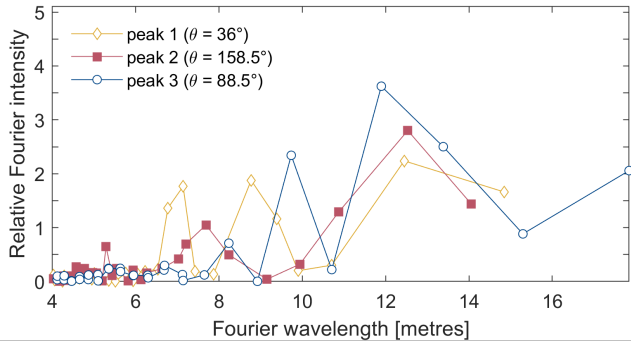 5
4
3
2
1
0
Relative Fourier intensity
peak 1 (θ = 36°)
peak 2 (θ = 158.5°)
peak 3 (θ = 88.5°)
4 6 8 10 12 14 16
Fourier wavelength [metres]